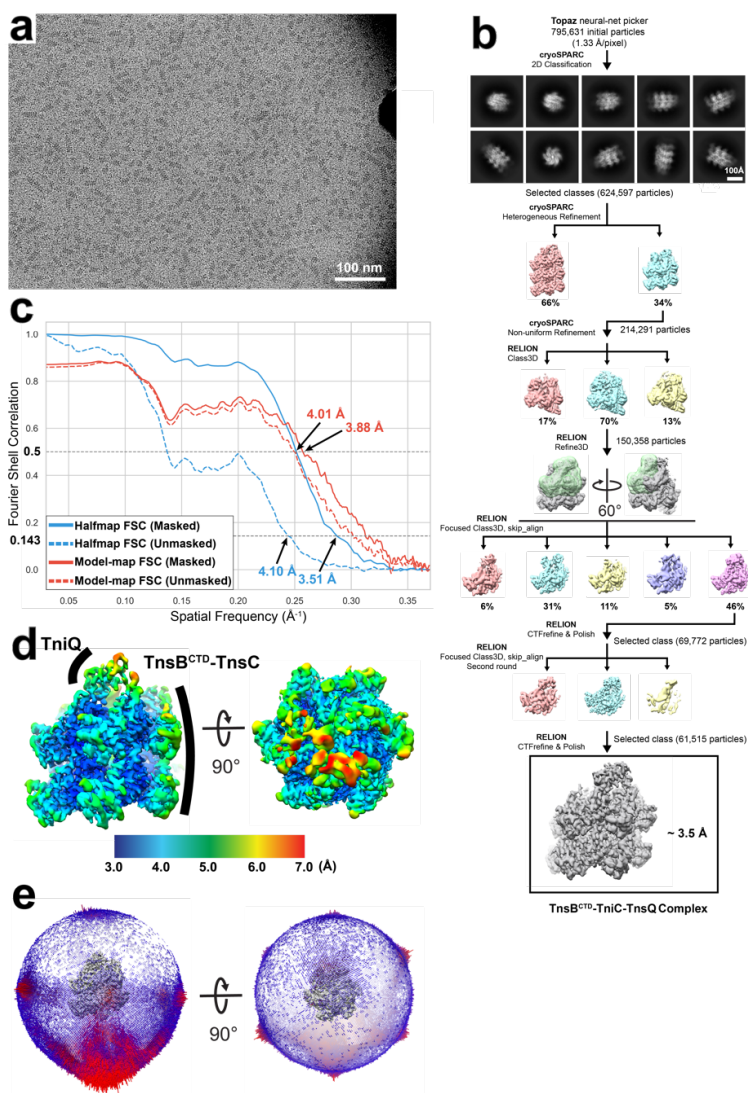 a
100 nm
b
Topaz neural-net picker
795,631 initial particles
(1.33 Å/pixel)
cryoSPARC
2D Classification
100Å
Selected classes (624,597 particles)
cryoSPARC
Heterogeneous Refinement
66%
34%
cryoSPARC
Non-uniform Refinement
214,291 particles
RELION
Class3D
17%
70%
13%
RELION
Refine3D
150,358 particles
60°
RELION
Focused Class3D, skip_align
6%
31%
11%
5%
46%
RELION
CTFrefine & Polish
Selected class (69,772 particles)
RELION
Focused Class3D, skip_align
Second round
RELION
CTFrefine & Polish
Selected class (61,515 particles)
~ 3.5 Å
TnsBCTD-TniC-TnsQ Complex
c
Fourier Shell Correlation
1.0
0.8
0.6
0.5
0.4
0.2
0.143
0.0
4.01 Å
3.88 Å
4.10 Å
3.51 Å
Halfmap FSC (Masked)
Halfmap FSC (Unmasked)
Model-map FSC (Masked)
Model-map FSC (Unmasked)
0.05
0.10
0.15
0.20
0.25
0.30
0.35
Spatial Frequency (Å-1)
d
TniQ
TnsBCTD-TnsC
90°
3.0
4.0
5.0
6.0
7.0 (Å)
e
90°